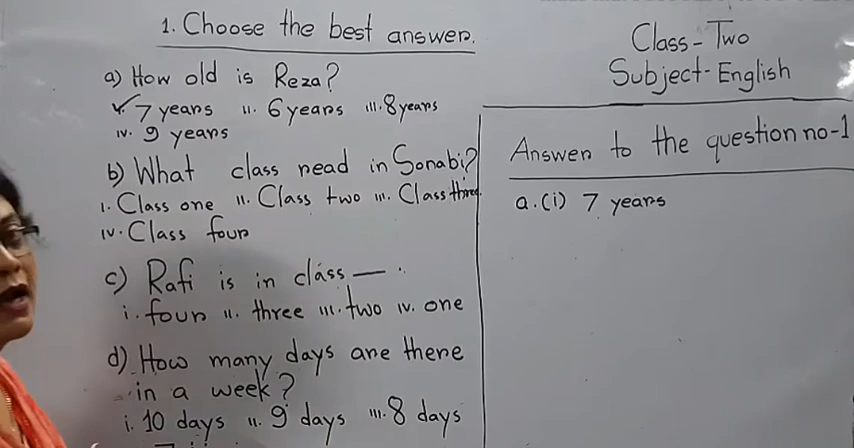 1. Choose the best answer.
a) How old is Reza?
i. 7 years ii. 6 years iii. 8 years
iv. 9 years
b) What class read in Sonabi?
i. Class one ii. Class two iii. Class three
iv. Class four
c) Rafi is in class — .
i. four ii. three iii. two iv. one
d) How many days are there
in a week?
i. 10 days ii. 9 days iii. 8 days
Class - Two
Subject - English
Answer to the question no-1
a. (i) 7 years